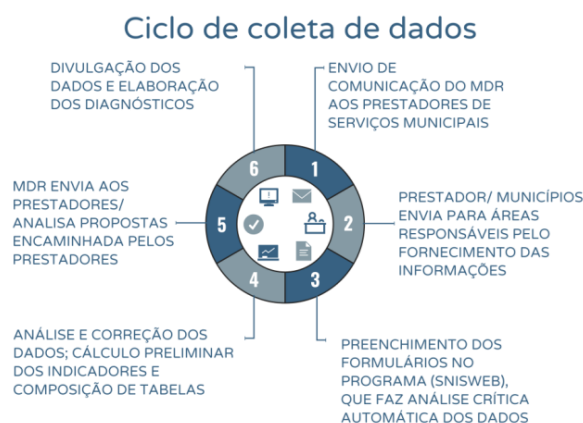 Ciclo de coleta de dados
ENVIO DE
COMUNICAÇÃO DO MDR
AOS PRESTADORES DE
SERVIÇOS MUNICIPAIS
PRESTADOR/ MUNICÍPIOS
ENVIA PARA ÁREAS
RESPONSÁVEIS PELO
FORNECIMENTO DAS
INFORMAÇÕES
PREENCHIMENTO DOS
FORMULÁRIOS NO
PROGRAMA (SNISWEB),
QUE FAZ ANÁLISE CRÍTICA
AUTOMÁTICA DOS DADOS
ANÁLISE E CORREÇÃO DOS
DADOS; CÁLCULO PRELIMINAR
DOS INDICADORES E
COMPOSIÇÃO DE TABELAS
MDR ENVIA AOS
PRESTADORES/
ANALISA PROPOSTAS
ENCAMINHADA PELOS
PRESTADORES
DIVULGAÇÃO DOS
DADOS E ELABORAÇÃO
DOS DIAGNÓSTICOS
1
2
3
4
5
6